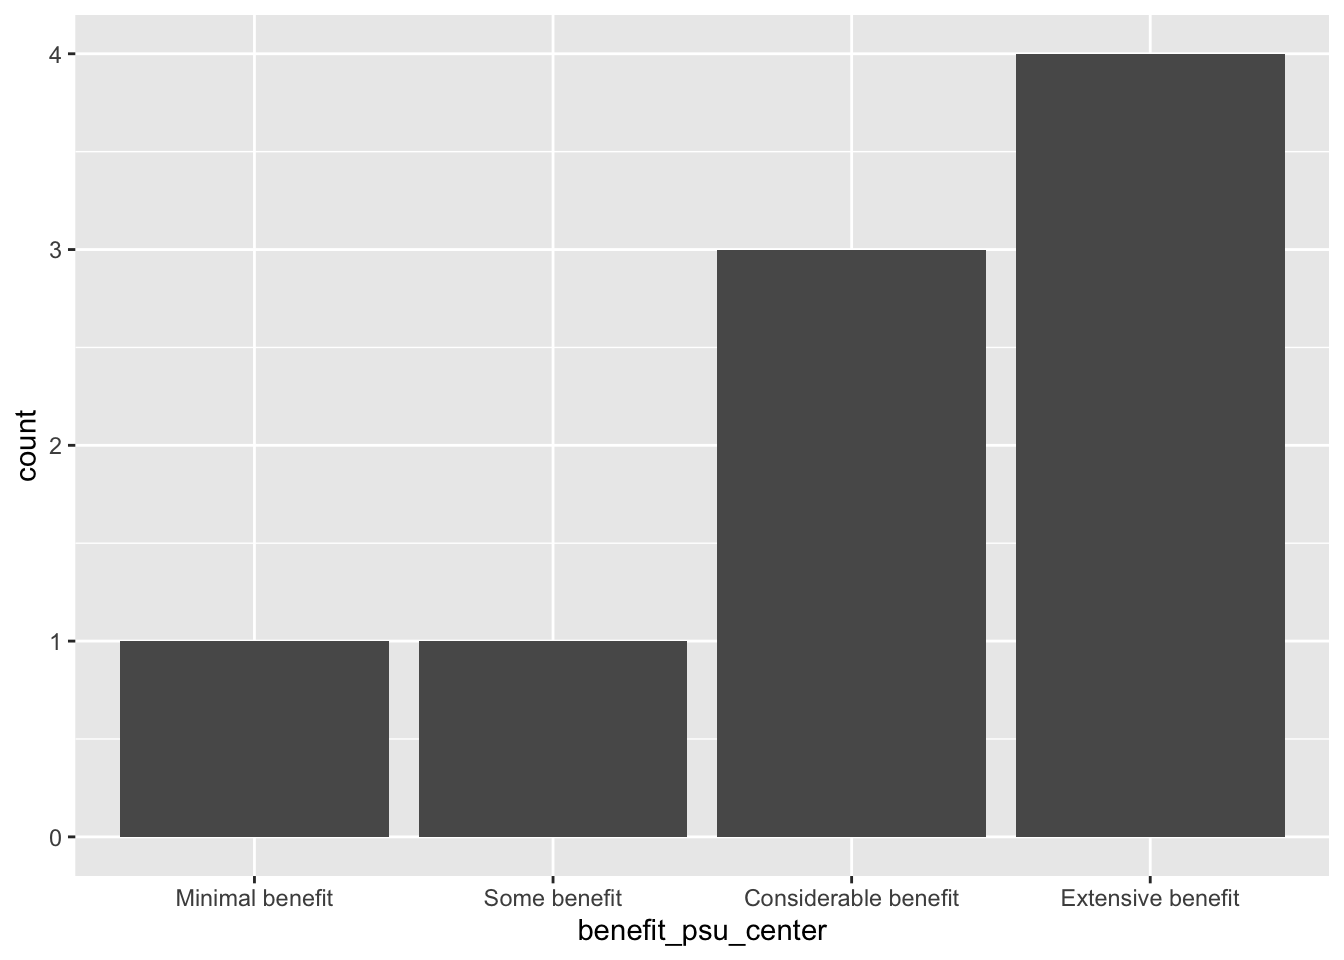 4
3
2
1
0
count
Minimal benefit
Some benefit
Considerable benefit
Extensive benefit
benefit_psu_center